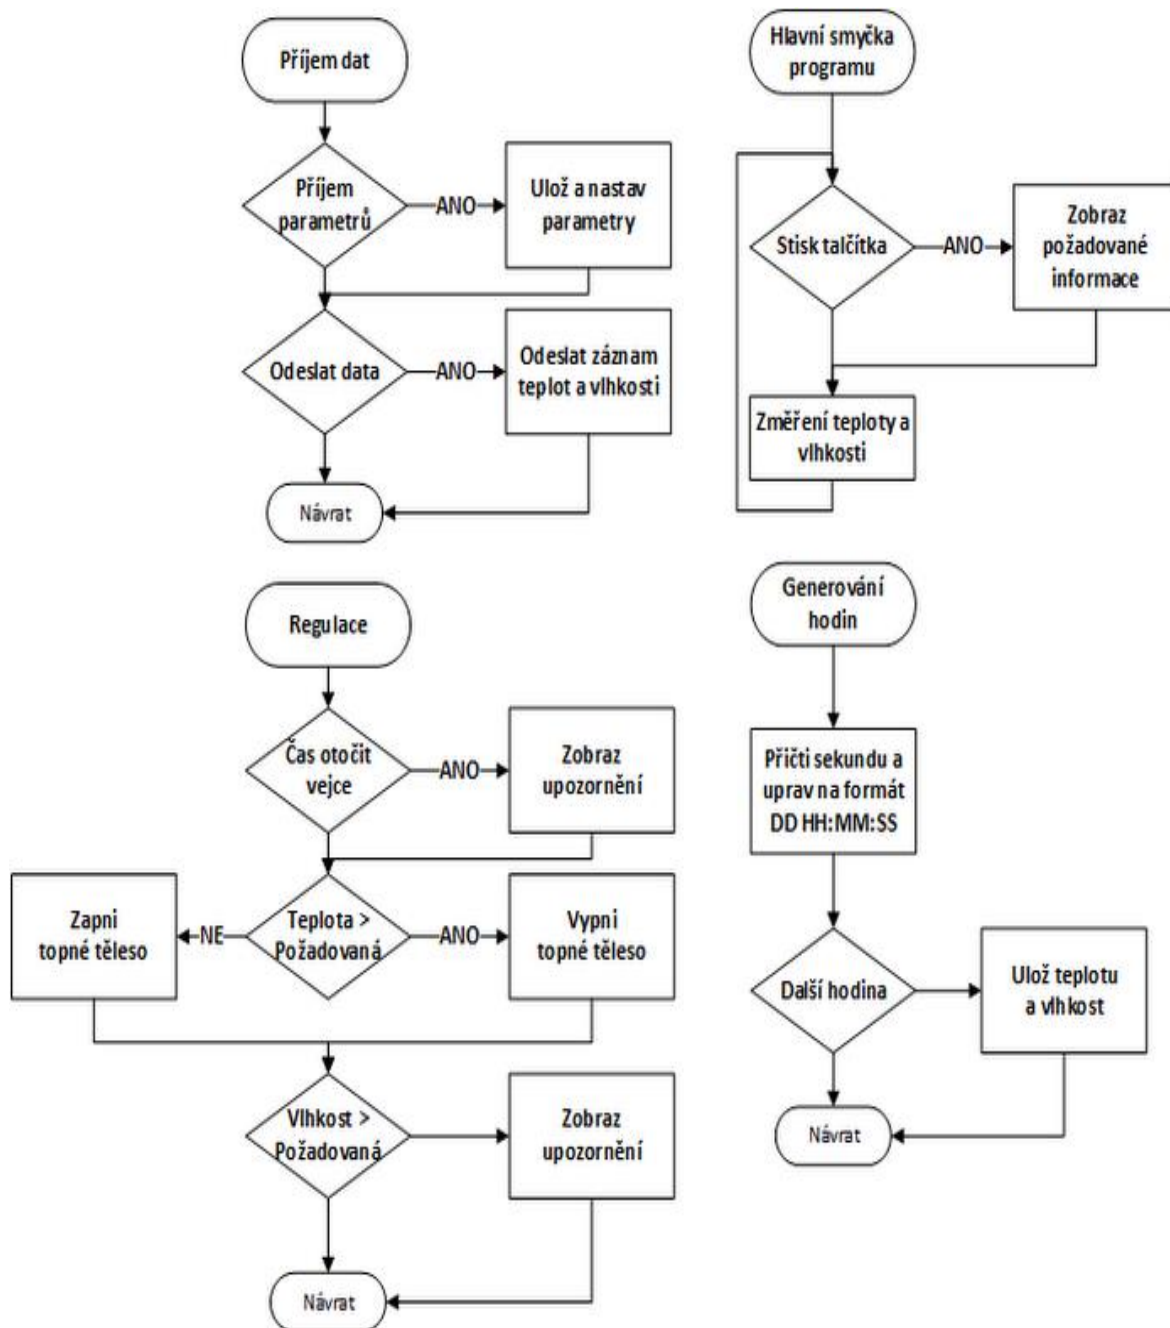 Příjem dat
Příjem
parametrů
ANO
Ulož a nastav
parametry
Odeslat data
ANO
Odeslat záznam
teplot a vlhkosti
Návrat
Hlavní smyčka
programu
Stisk talčítka
ANO
Zobraz
požadované
informace
Změření teploty a
vlhkosti
Regulace
Čas otočit
vejce
ANO
Zobraz
upozornění
Zapni
topné těleso
NE
Teplota >
Požadovaná
ANO
Vypni
topné těleso
Vlhkost >
Požadovaná
Zobraz
upozornění
Návrat
Generování
hodin
Přičti sekundu a
uprav na formát
DD HH:MM:SS
Další hodina
Ulož teplotu
a vlhkost
Návrat